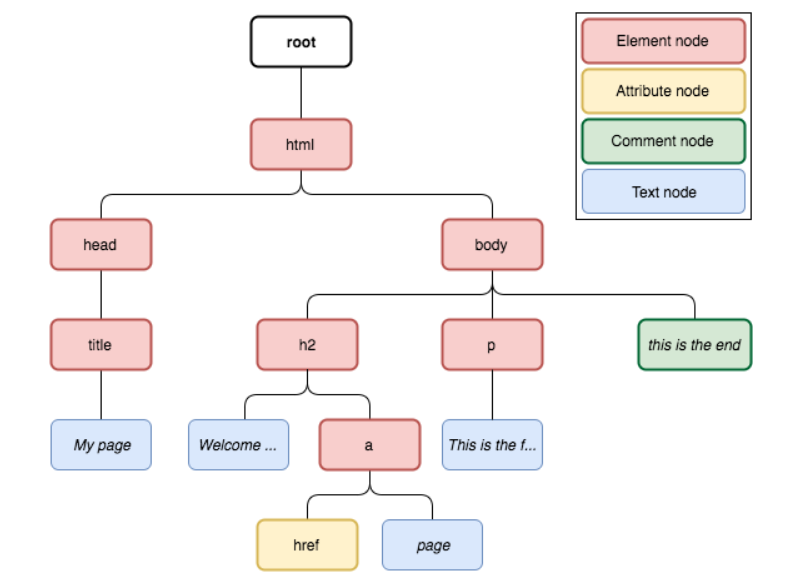 root
Element node
Attribute node
html
Comment node
Text node
head
body
title
h2
p
this is the end
My page
Welcome ...
a
This is the f...
href
page